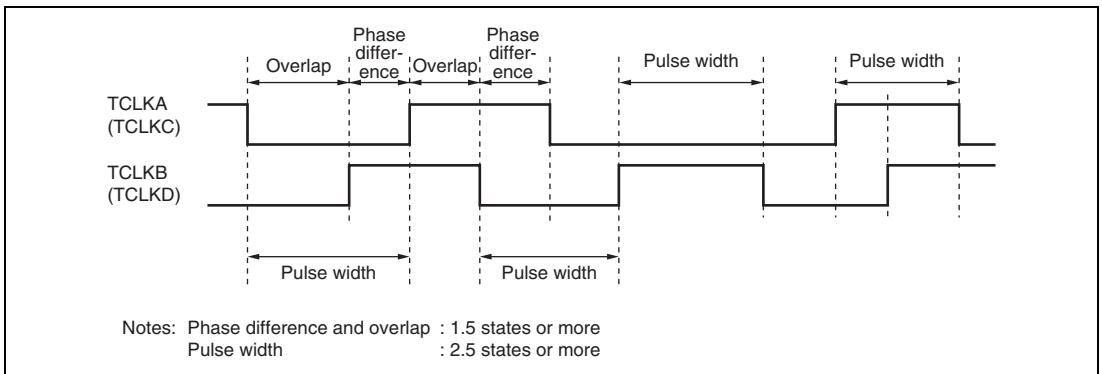 Phase
differ-
ence
Phase
differ-
ence
Overlap
Overlap
Pulse width
Pulse width
TCLKA
(TCLKC)
TCLKB
(TCLKD)
Pulse width
Pulse width
Notes: Phase difference and overlap : 1.5 states or more
Pulse width : 2.5 states or more